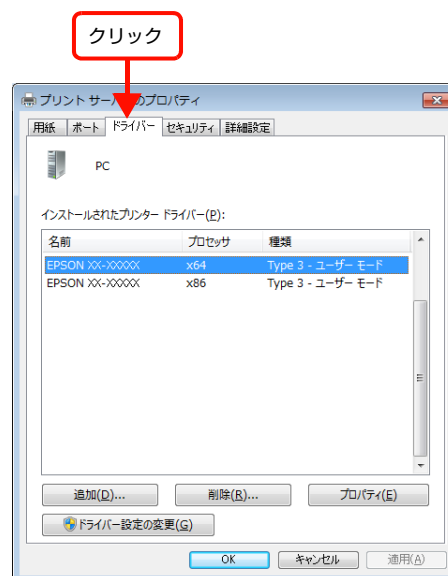 クリック
プリント サーバーのプロパティ
用紙 ポート ドライバー セキュリティ 詳細設定
PC
インストールされたプリンター ドライバー(P):
名前 プロセッサ 種類
EPSON XX-XXXXX x64 Type 3 - ユーザー モード
EPSON XX-XXXXX x86 Type 3 - ユーザー モード
追加(D)... 削除(R)... プロパティ(E)
ドライバー設定の変更(G)
OK キャンセル 適用(A)